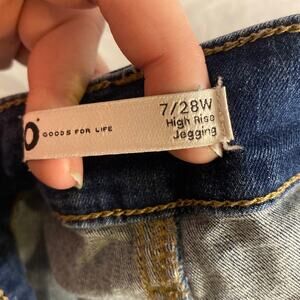 GOODS FOR LIFE
7/28W
High Rise
Jegging